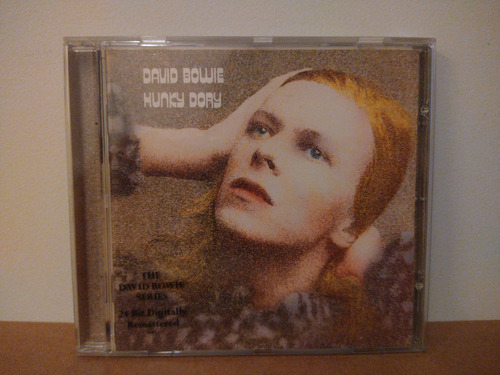 DAVID BOWIE
HUNKY DORY
THE
DAVID BOWIE
SERIES
24 Bit Digitally
Remastered